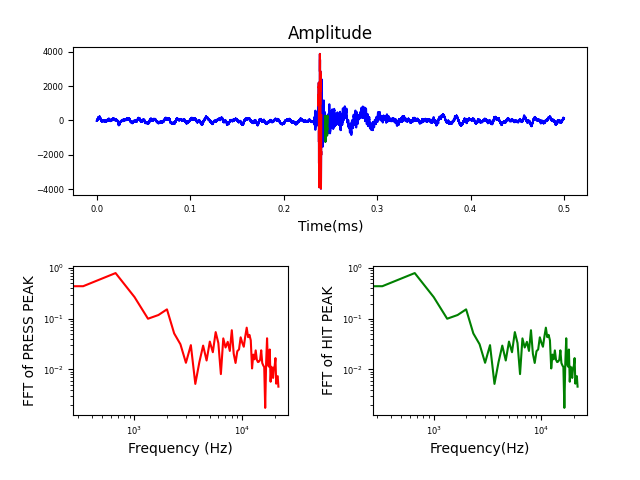 Amplitude
4000
2000
0
−2000
−4000
0.0 0.1 0.2 0.3 0.4 0.5
Time(ms)
FFT of PRESS PEAK
10⁰
10⁻¹
10⁻²
10³ 10⁴
Frequency (Hz)
FFT of HIT PEAK
10⁰
10⁻¹
10⁻²
10³ 10⁴
Frequency(Hz)